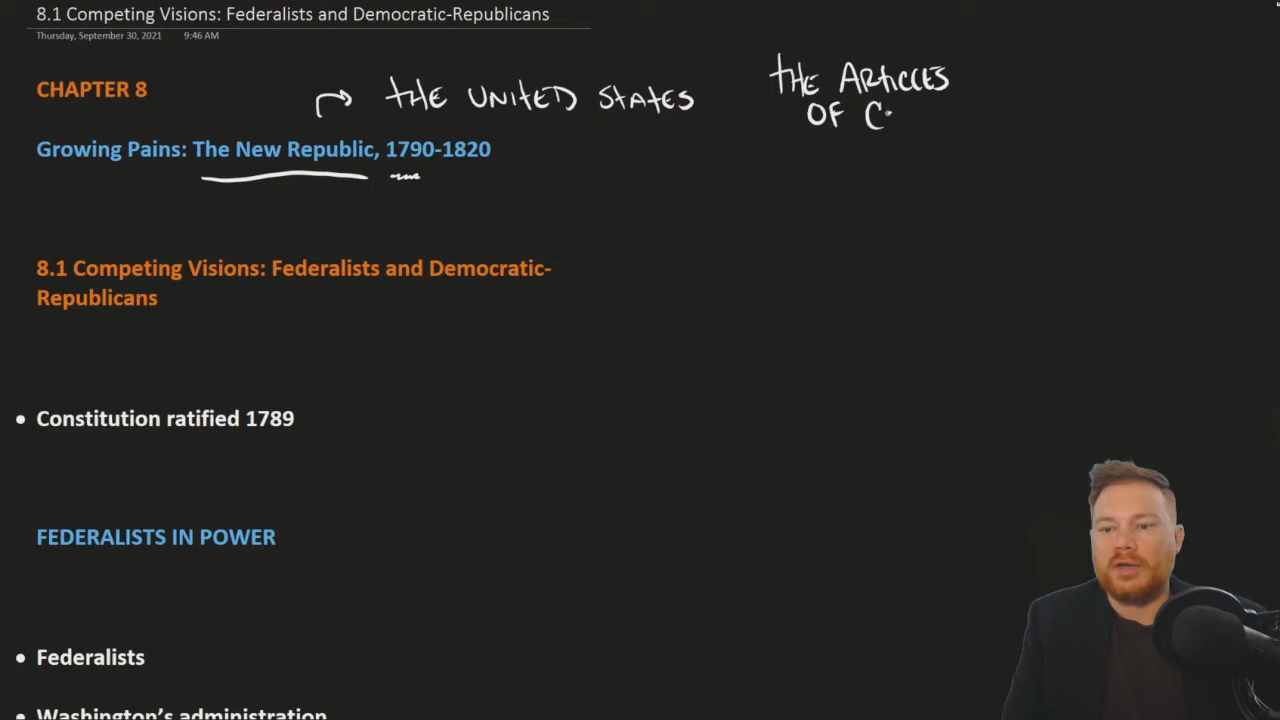 8.1 Competing Visions: Federalists and Democratic-Republicans
Thursday, September 30, 2021 9:46 AM
CHAPTER 8
THE UNITED STATES
THE ARTICLES
OF C
Growing Pains: The New Republic, 1790-1820
8.1 Competing Visions: Federalists and Democratic-
Republicans
• Constitution ratified 1789
FEDERALISTS IN POWER
• Federalists
• Washington's administration